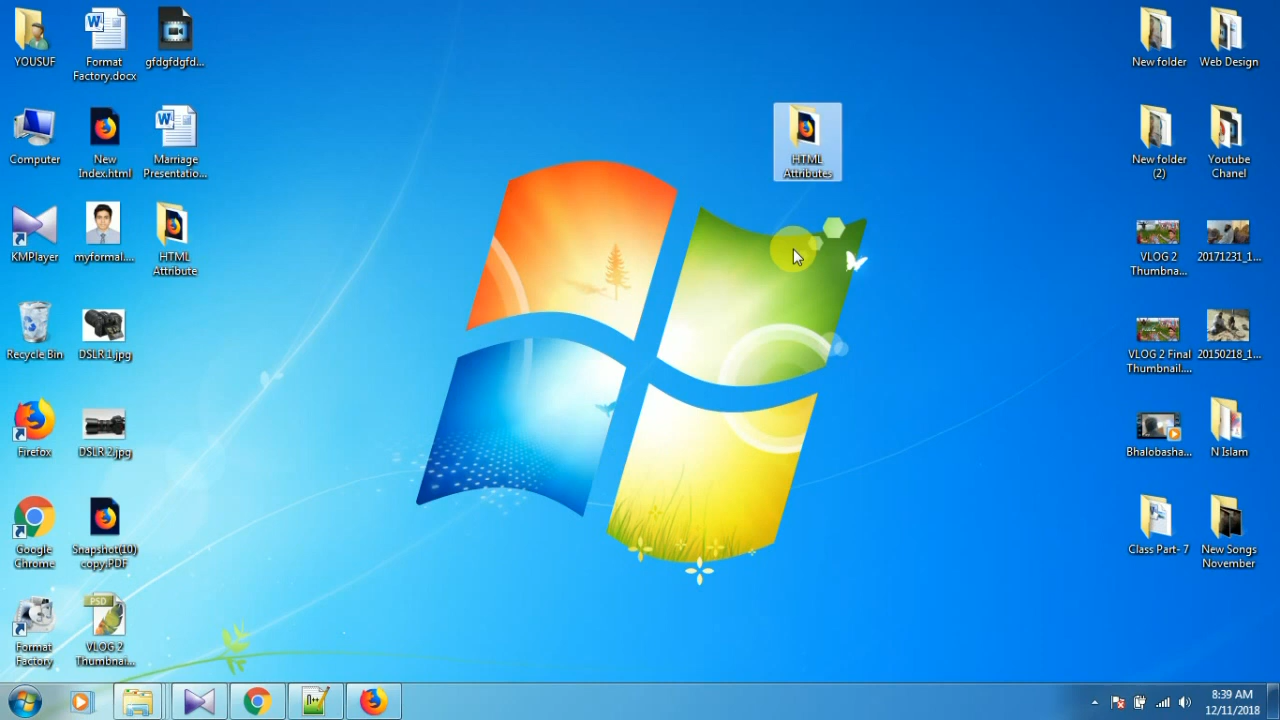 YOUSUF
Format
Factory.docx
gfdgfdgfd...
Computer
New
Index.html
Marriage
Presentatio...
KMPlayer
myformal....
HTML
Attribute
Recycle Bin
DSLR 1.jpg
Firefox
DSLR 2.jpg
Google
Chrome
Snapshot(10)
copy.PDF
Format
Factory
PSD
VLOG 2
Thumbnai...
HTML
Attributes
New folder
Web Design
New folder
(2)
Youtube
Chanel
VLOG 2
Thumbna...
20171231_1...
VLOG 2 Final
Thumbnail....
20150218_1...
Bhalobasha...
N Islam
Class Part- 7
New Songs
November
8:39 AM
12/11/2018